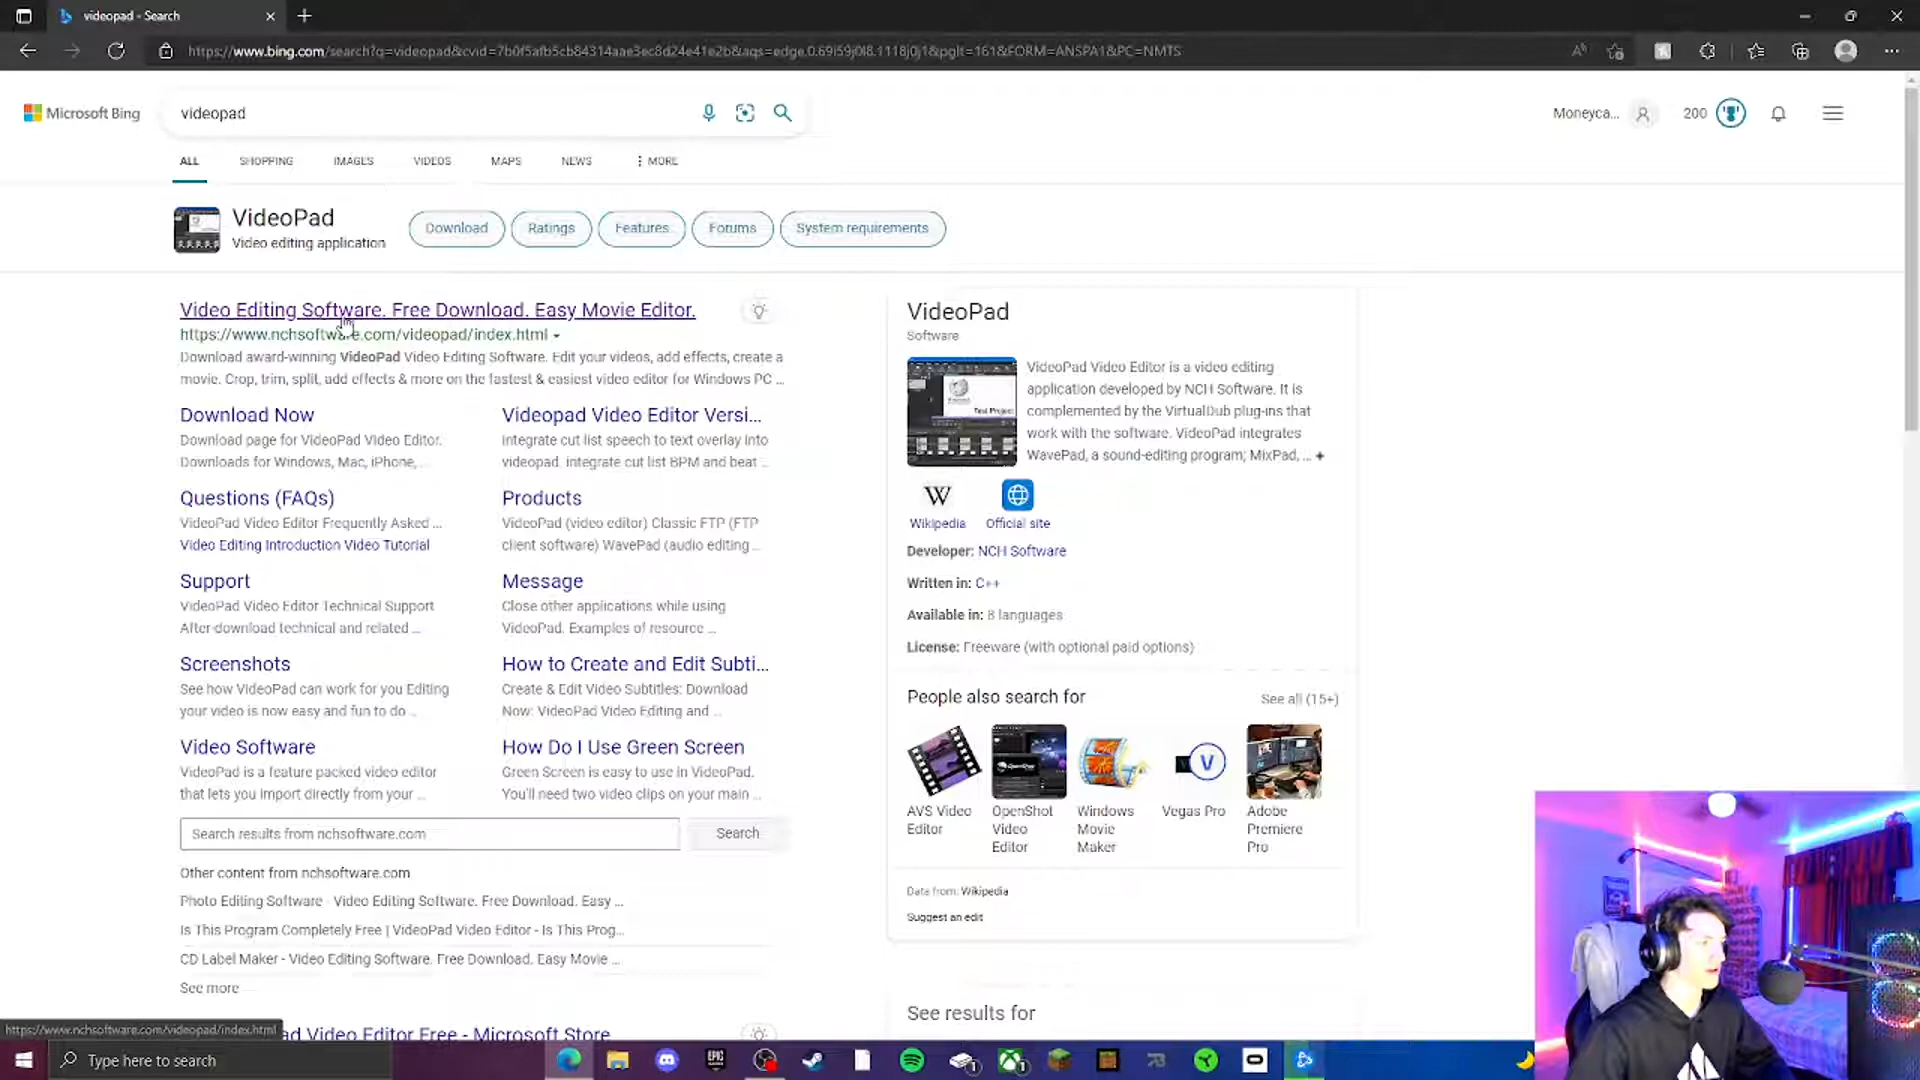 videopad - Search
https://www.bing.com/search?q=videopad&cvid=7b0f5afb5cb84314aae3ec8d24e41e2b&aqs=edge.0.69i59j0l8.1118j0j1&pglt=161&FORM=ANSPA1&PC=NMTS
Microsoft Bing
videopad
Moneyca...
200
ALL
SHOPPING
IMAGES
VIDEOS
MAPS
NEWS
MORE
VideoPad
Video editing application
Download
Ratings
Features
Forums
System requirements
Video Editing Software. Free Download. Easy Movie Editor.
https://www.nchsoftware.com/videopad/index.html
Download award-winning VideoPad Video Editing Software. Edit your videos, add effects, create a
movie. Crop, trim, split, add effects & more on the fastest & easiest video editor for Windows PC ...
Download Now
Download page for VideoPad Video Editor.
Downloads for Windows, Mac, iPhone, ...
Videopad Video Editor Versi...
integrate cut list speech to text overlay into
videopad. integrate cut list BPM and beat ...
Questions (FAQs)
VideoPad Video Editor Frequently Asked ...
Video Editing Introduction Video Tutorial
Products
VideoPad (video editor) Classic FTP (FTP
client software) WavePad (audio editing ...
Support
VideoPad Video Editor Technical Support
After-download technical and related ...
Message
Close other applications while using
VideoPad. Examples of resource ...
Screenshots
See how VideoPad can work for you Editing
your video is now easy and fun to do ...
How to Create and Edit Subti...
Create & Edit Video Subtitles: Download
Now: VideoPad Video Editing and ...
Video Software
VideoPad is a feature packed video editor
that lets you import directly from your ...
How Do I Use Green Screen
Green Screen is easy to use in VideoPad.
You'll need two video clips on your main ...
Search results from nchsoftware.com
Search
Other content from nchsoftware.com
Photo Editing Software - Video Editing Software. Free Download. Easy ...
Is This Program Completely Free | VideoPad Video Editor - Is This Prog...
CD Label Maker - Video Editing Software. Free Download. Easy Movie ...
See more
ad Video Editor Free - Microsoft Store
https://www.nchsoftware.com/videopad/index.html
VideoPad
Software
Test Project
VideoPad Video Editor is a video editing
application developed by NCH Software. It is
complemented by the VirtualDub plug-ins that
work with the software. VideoPad integrates
WavePad, a sound-editing program; MixPad, ... +
W
Wikipedia
Official site
Developer: NCH Software
Written in: C++
Available in: 8 languages
License: Freeware (with optional paid options)
People also search for
See all (15+)
OpenShot
V
AVS Video
Editor
OpenShot
Video
Editor
Windows
Movie
Maker
Vegas Pro
Adobe
Premiere
Pro
Data from: Wikipedia
Suggest an edit
See results for
Type here to search
EPIC
1
1